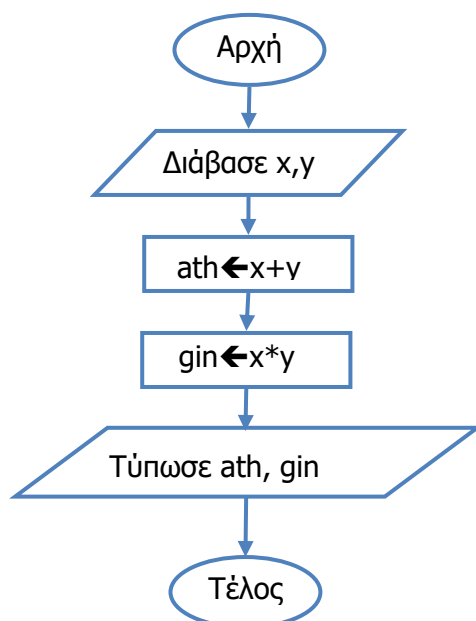 Αρχή
Διάβασε x,y
ath🡸x+y
gin🡸x*y
Τύπωσε ath, gin
Τέλος